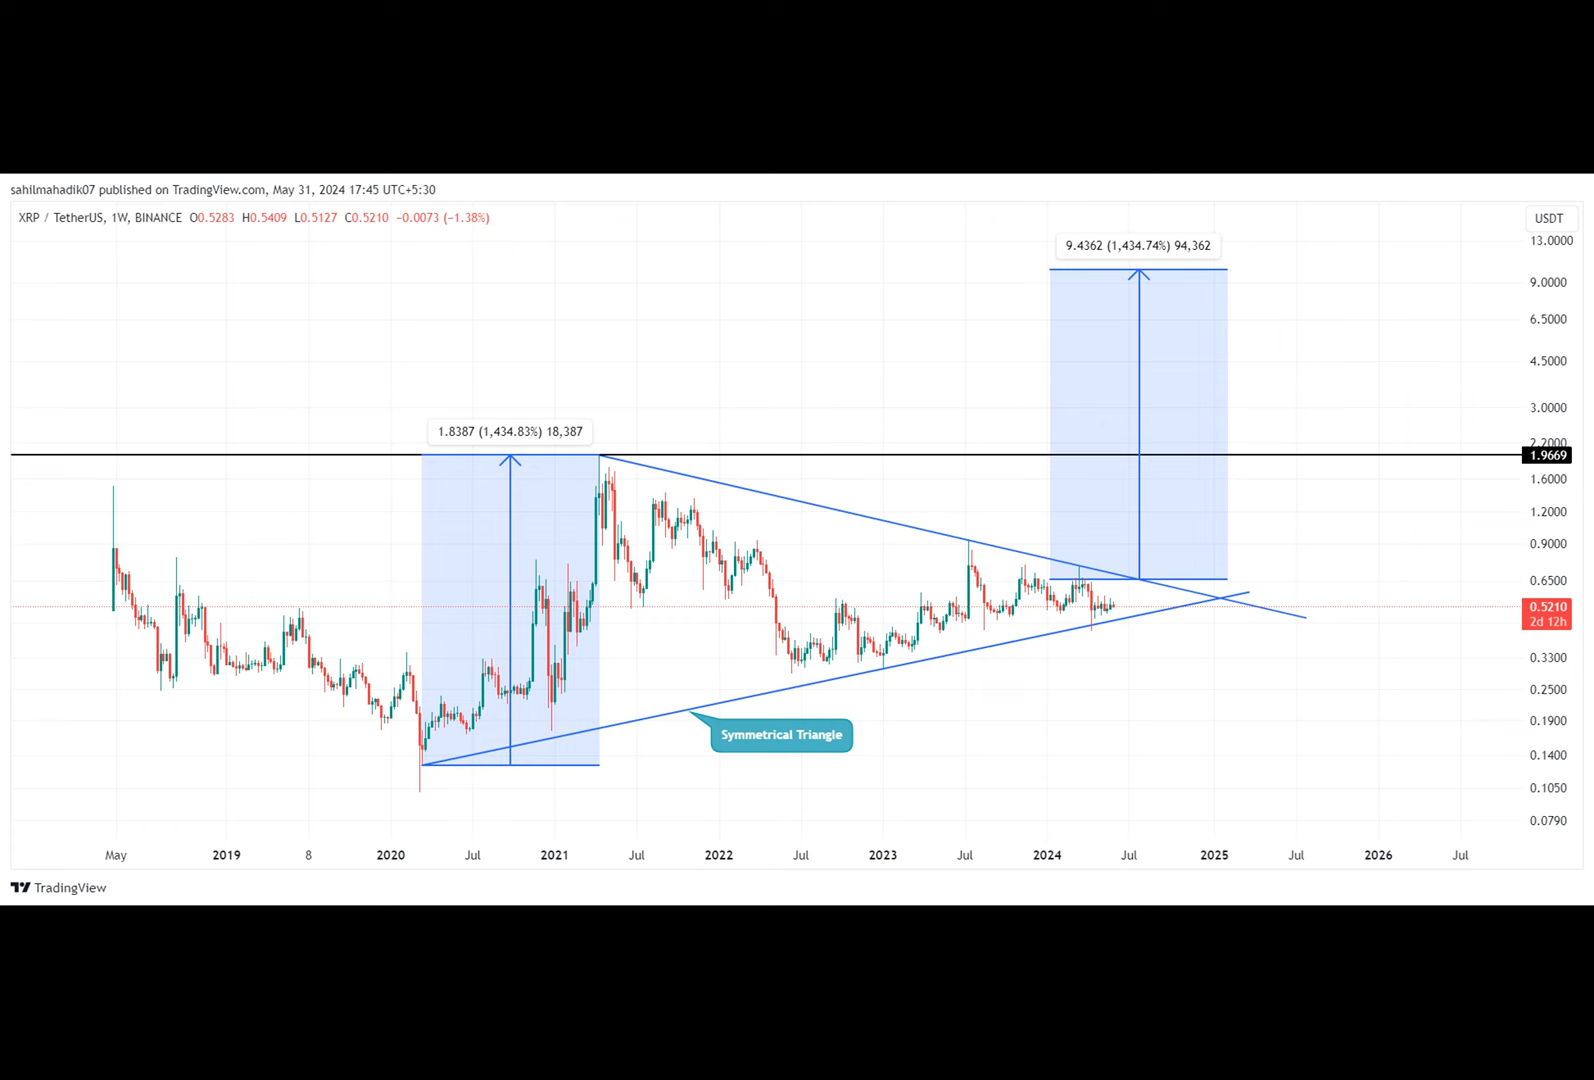 sahilmahadik07 published on TradingView.com, May 31, 2024 17:45 UTC+5:30
XRP / TetherUS, 1W, BINANCE O0.5283 H0.5409 L0.5127 C0.5210 −0.0073 (−1.38%)
USDT
9.4362 (1,434.74%) 94,362
13.0000
9.0000
6.5000
4.5000
3.0000
1.8387 (1,434.83%) 18,387
2.2000
1.9669
1.6000
1.2000
0.9000
0.6500
0.5210
2d 12h
0.3300
0.2500
0.1900
Symmetrical Triangle
0.1400
0.1050
0.0790
May 2019 8 2020 Jul 2021 Jul 2022 Jul 2023 Jul 2024 Jul 2025 Jul 2026 Jul
TradingView